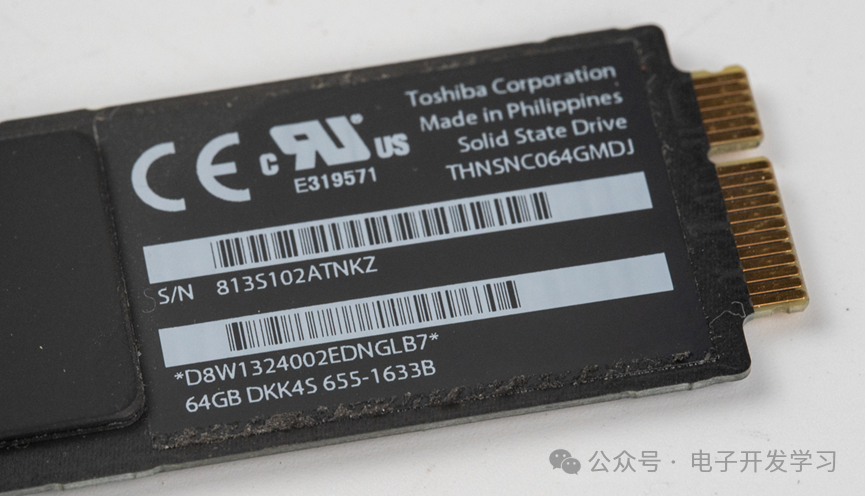 Toshiba Corporation
Made in Philippines
Solid State Drive
THNSNC064GMDJ
CE
c RU US
E319571
S/N 813S102ATNKZ
*D8W1324002EDNGLB7*
64GB DKK4S 655-1633B
公众号 · 电子开发学习